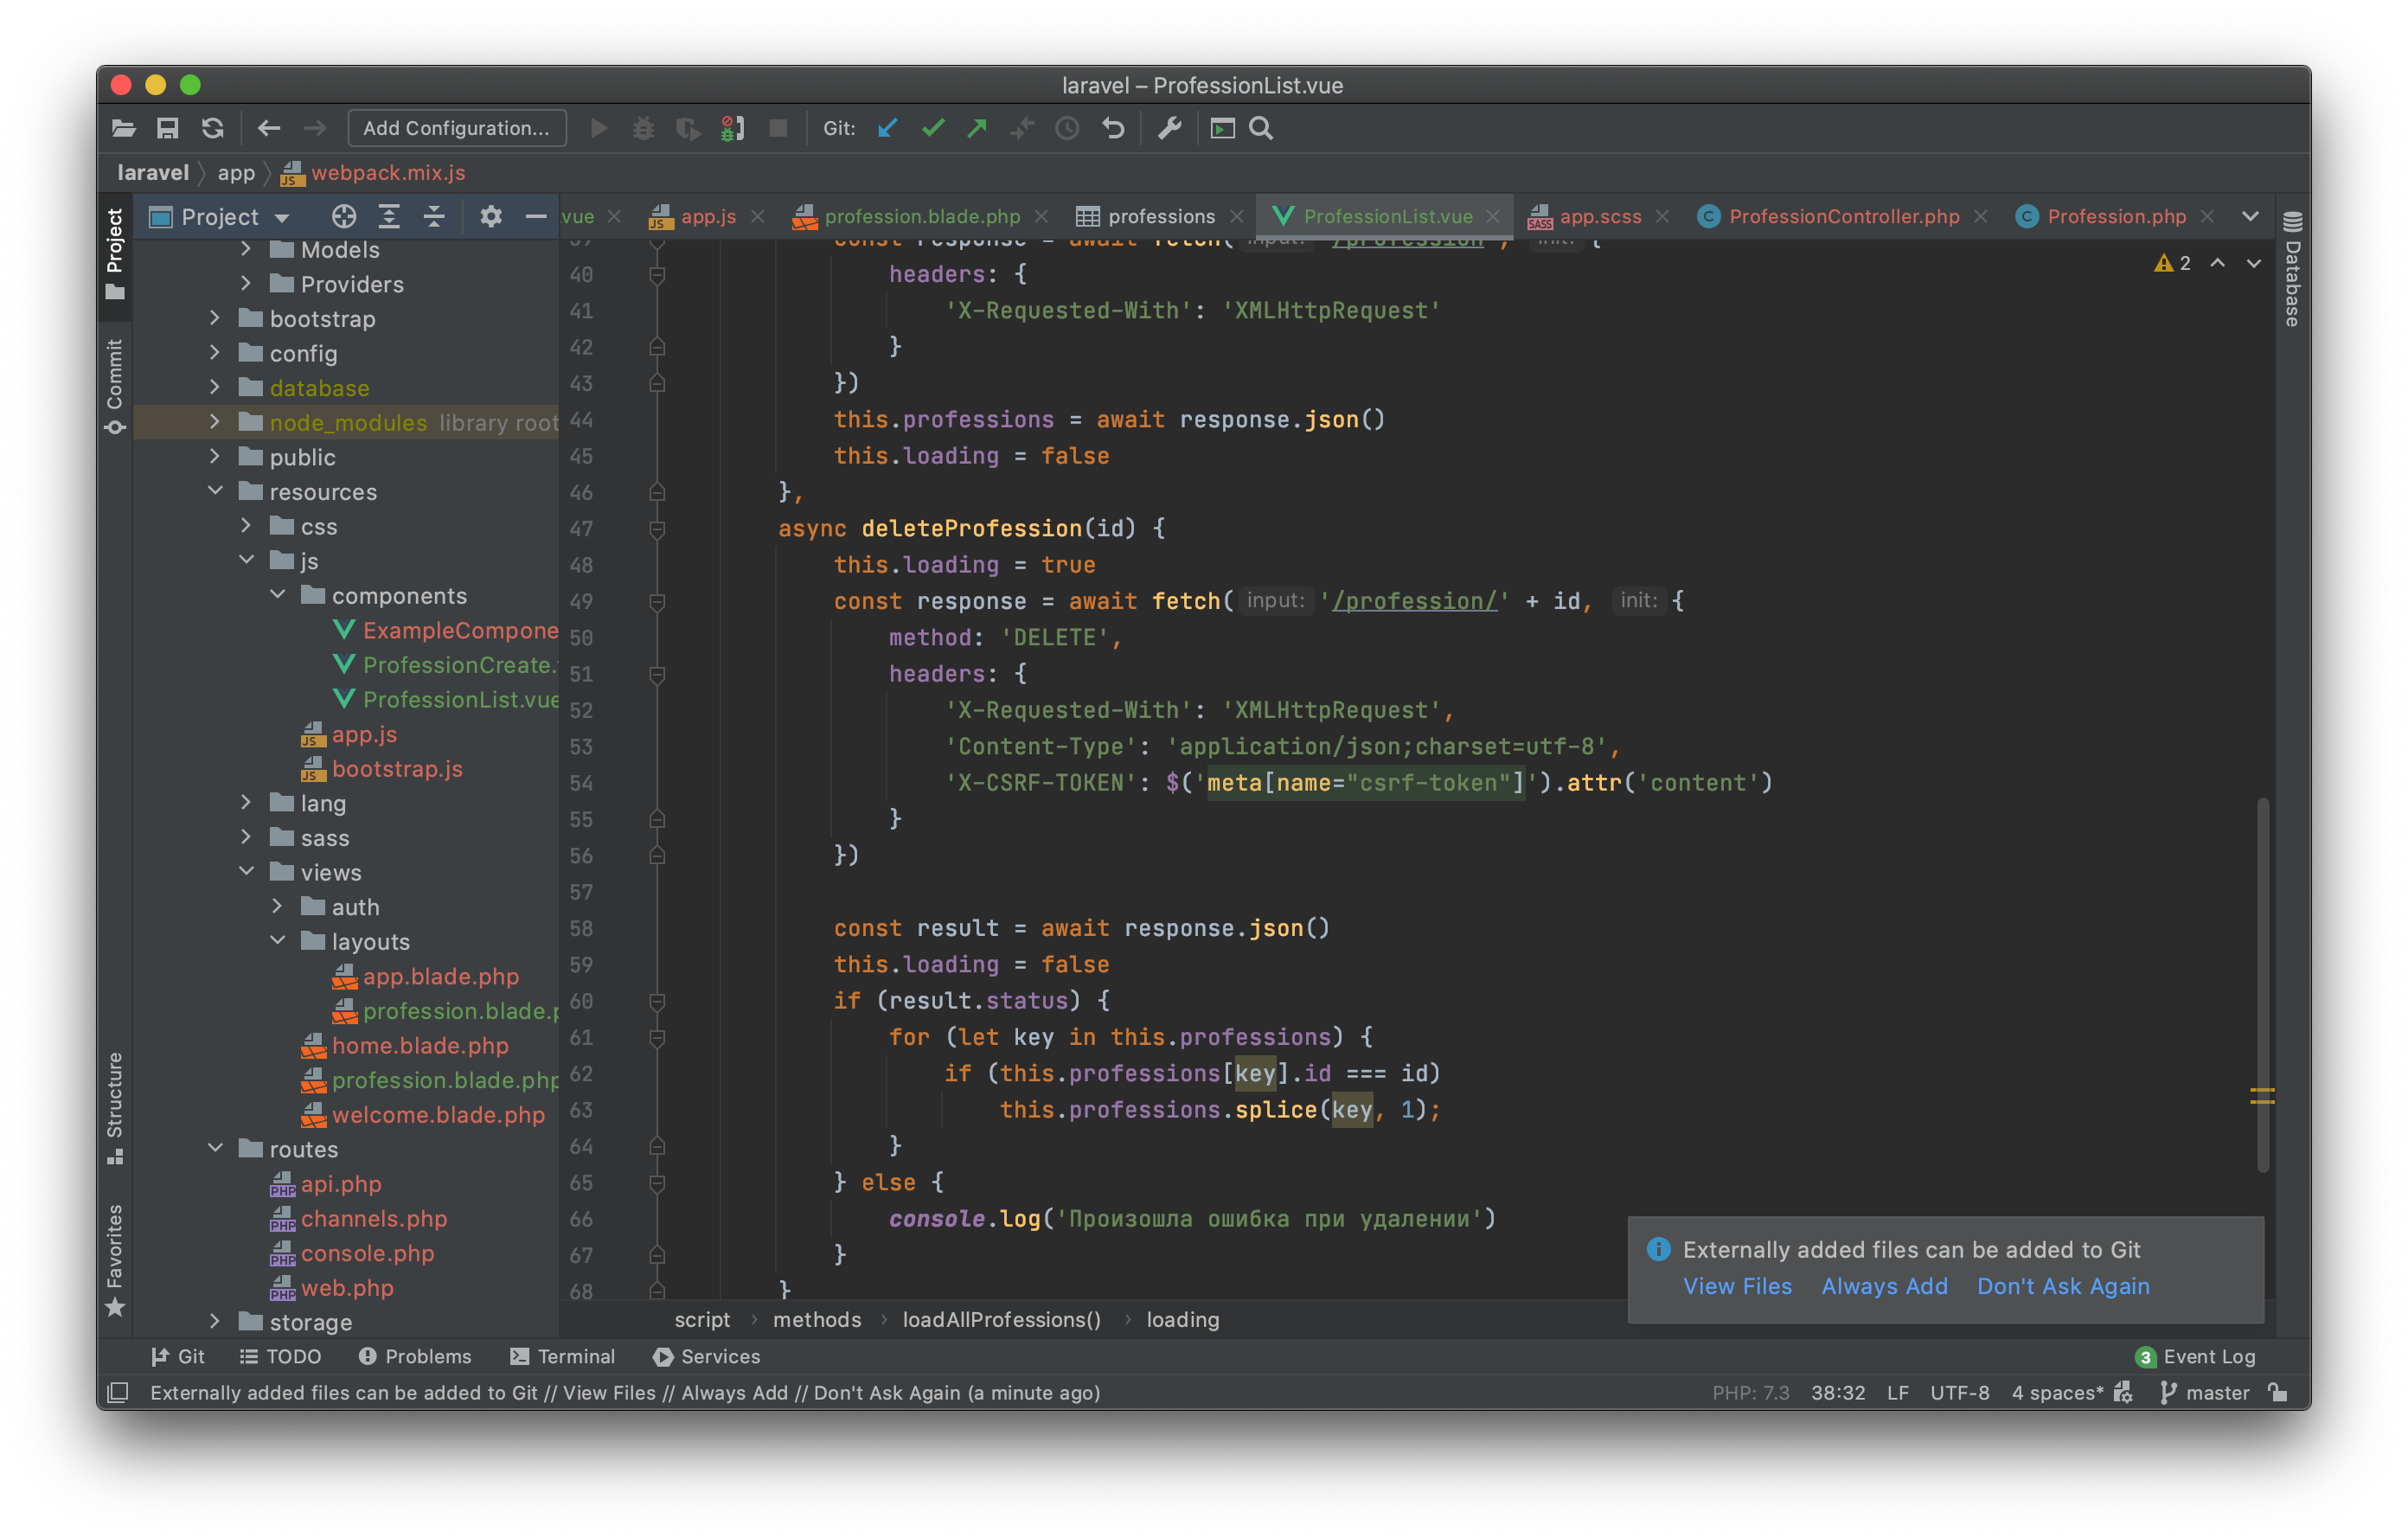 laravel – ProfessionList.vue
Add Configuration...
Git:
laravel
app
webpack.mix.js
Project
vue
app.js
profession.blade.php
professions
ProfessionList.vue
app.scss
ProfessionController.php
Profession.php
Project
Commit
Structure
Favorites
Database
2
Models
Providers
bootstrap
config
database
node_modules library root
public
resources
css
js
components
ExampleCompone
ProfessionCreate.
ProfessionList.vue
app.js
bootstrap.js
lang
sass
views
auth
layouts
app.blade.php
profession.blade.p
home.blade.php
profession.blade.php
welcome.blade.php
routes
api.php
channels.php
console.php
web.php
storage
39 const response = await fetch( input: '/profession', init: {
40 headers: {
41 'X-Requested-With': 'XMLHttpRequest'
42 }
43 })
44 this.professions = await response.json()
45 this.loading = false
46 },
47 async deleteProfession(id) {
48 this.loading = true
49 const response = await fetch( input: '/profession/' + id, init: {
50 method: 'DELETE',
51 headers: {
52 'X-Requested-With': 'XMLHttpRequest',
53 'Content-Type': 'application/json;charset=utf-8',
54 'X-CSRF-TOKEN': $('meta[name="csrf-token"]').attr('content')
55 }
56 })
57
58 const result = await response.json()
59 this.loading = false
60 if (result.status) {
61 for (let key in this.professions) {
62 if (this.professions[key].id === id)
63 this.professions.splice(key, 1);
64 }
65 } else {
66 console.log('Произошла ошибка при удалении')
67 }
68 }
Externally added files can be added to Git
View Files Always Add Don't Ask Again
script › methods › loadAllProfessions() › loading
Git TODO Problems Terminal Services
3 Event Log
Externally added files can be added to Git // View Files // Always Add // Don't Ask Again (a minute ago)
PHP: 7.3 38:32 LF UTF-8 4 spaces* master